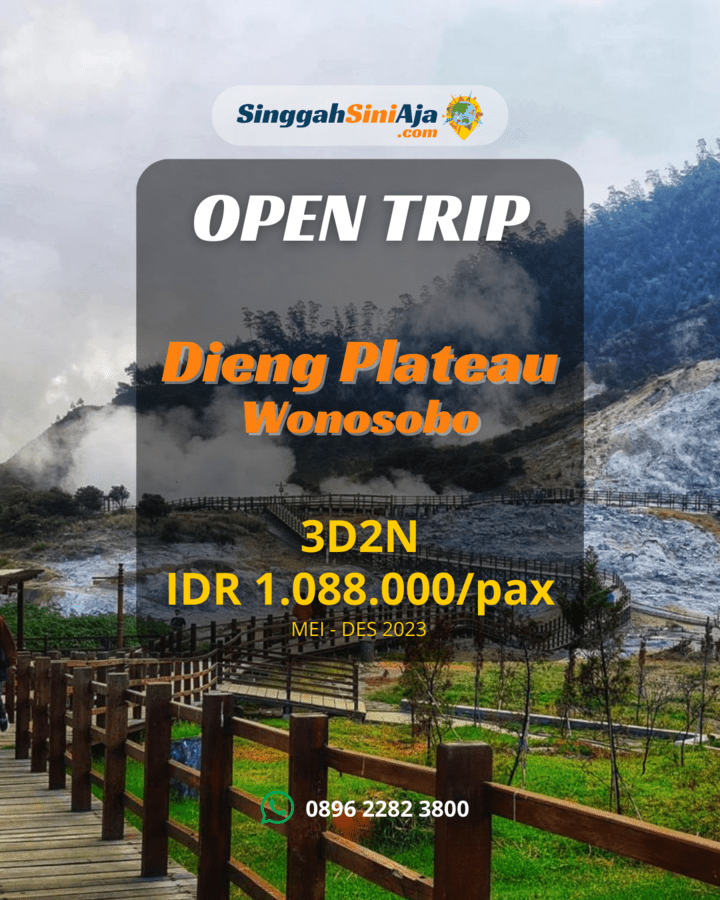 SinggahSiniAja
.com
OPEN TRIP
Dieng Plateau
Wonosobo
3D2N
IDR 1.088.000/pax
MEI - DES 2023
0896 2282 3800